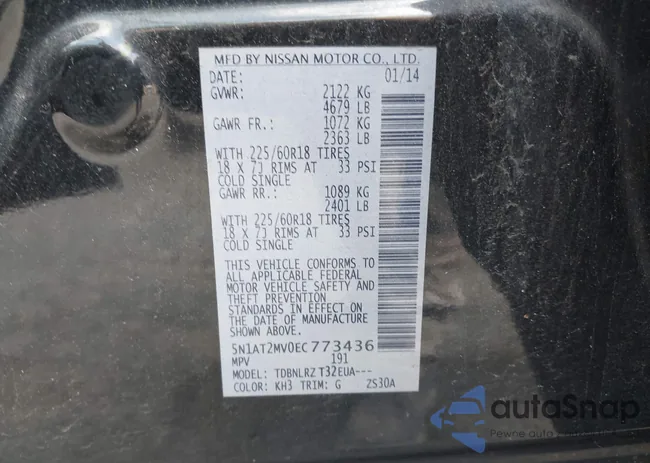 MFD BY NISSAN MOTOR CO., LTD.
DATE: 01/14
GVWR: 2122 KG
4679 LB
GAWR FR.: 1072 KG
2363 LB
WITH 225/60R18 TIRES
18 X 7J RIMS AT 33 PSI
COLD SINGLE
GAWR RR.: 1089 KG
2401 LB
WITH 225/60R18 TIRES
18 X 7J RIMS AT 33 PSI
COLD SINGLE
THIS VEHICLE CONFORMS TO
ALL APPLICABLE FEDERAL
MOTOR VEHICLE SAFETY AND
THEFT PREVENTION
STANDARDS IN EFFECT ON
THE DATE OF MANUFACTURE
SHOWN ABOVE.
5N1AT2MV0EC773436
MPV 191
MODEL: TDBNLRZ T32EUA---
COLOR: KH3 TRIM: G 2S30A
autoSnap
Pewne-auto